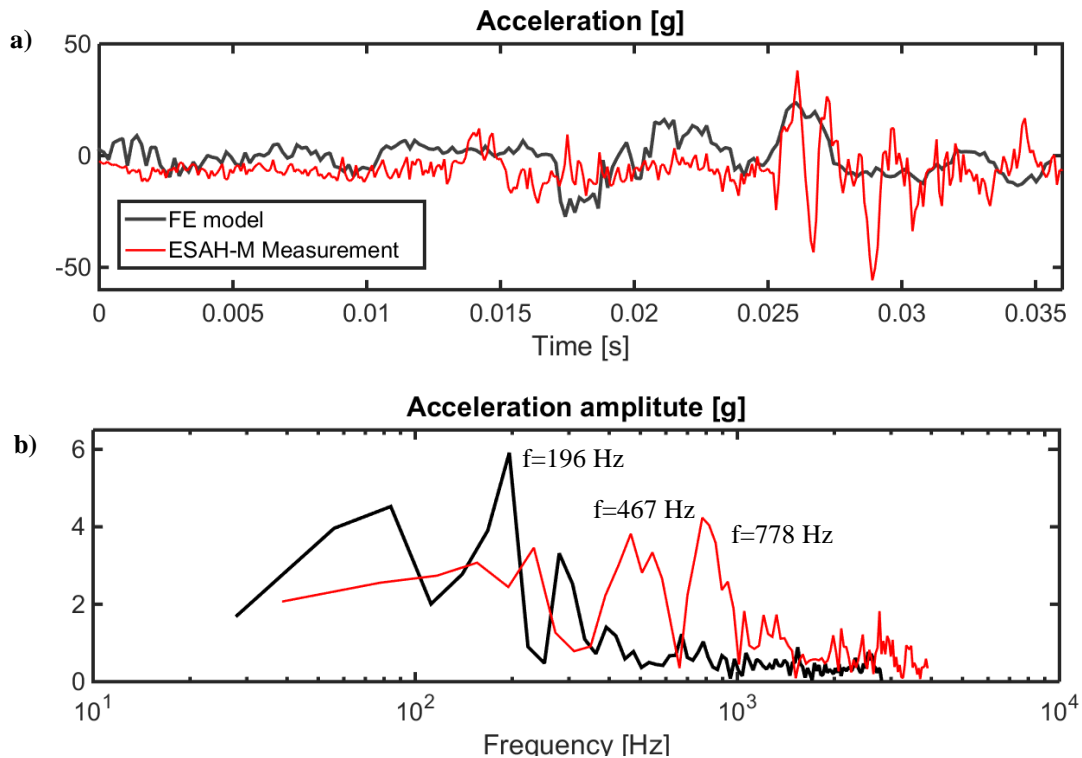 Acceleration [g]
a)
50
0
-50
FE model
ESAH-M Measurement
0 0.005 0.01 0.015 0.02 0.025 0.03 0.035
Time [s]
Acceleration amplitute [g]
b)
6
4
2
0
f=196 Hz
f=467 Hz
f=778 Hz
10^1 10^2 10^3 10^4
Frequency [Hz]